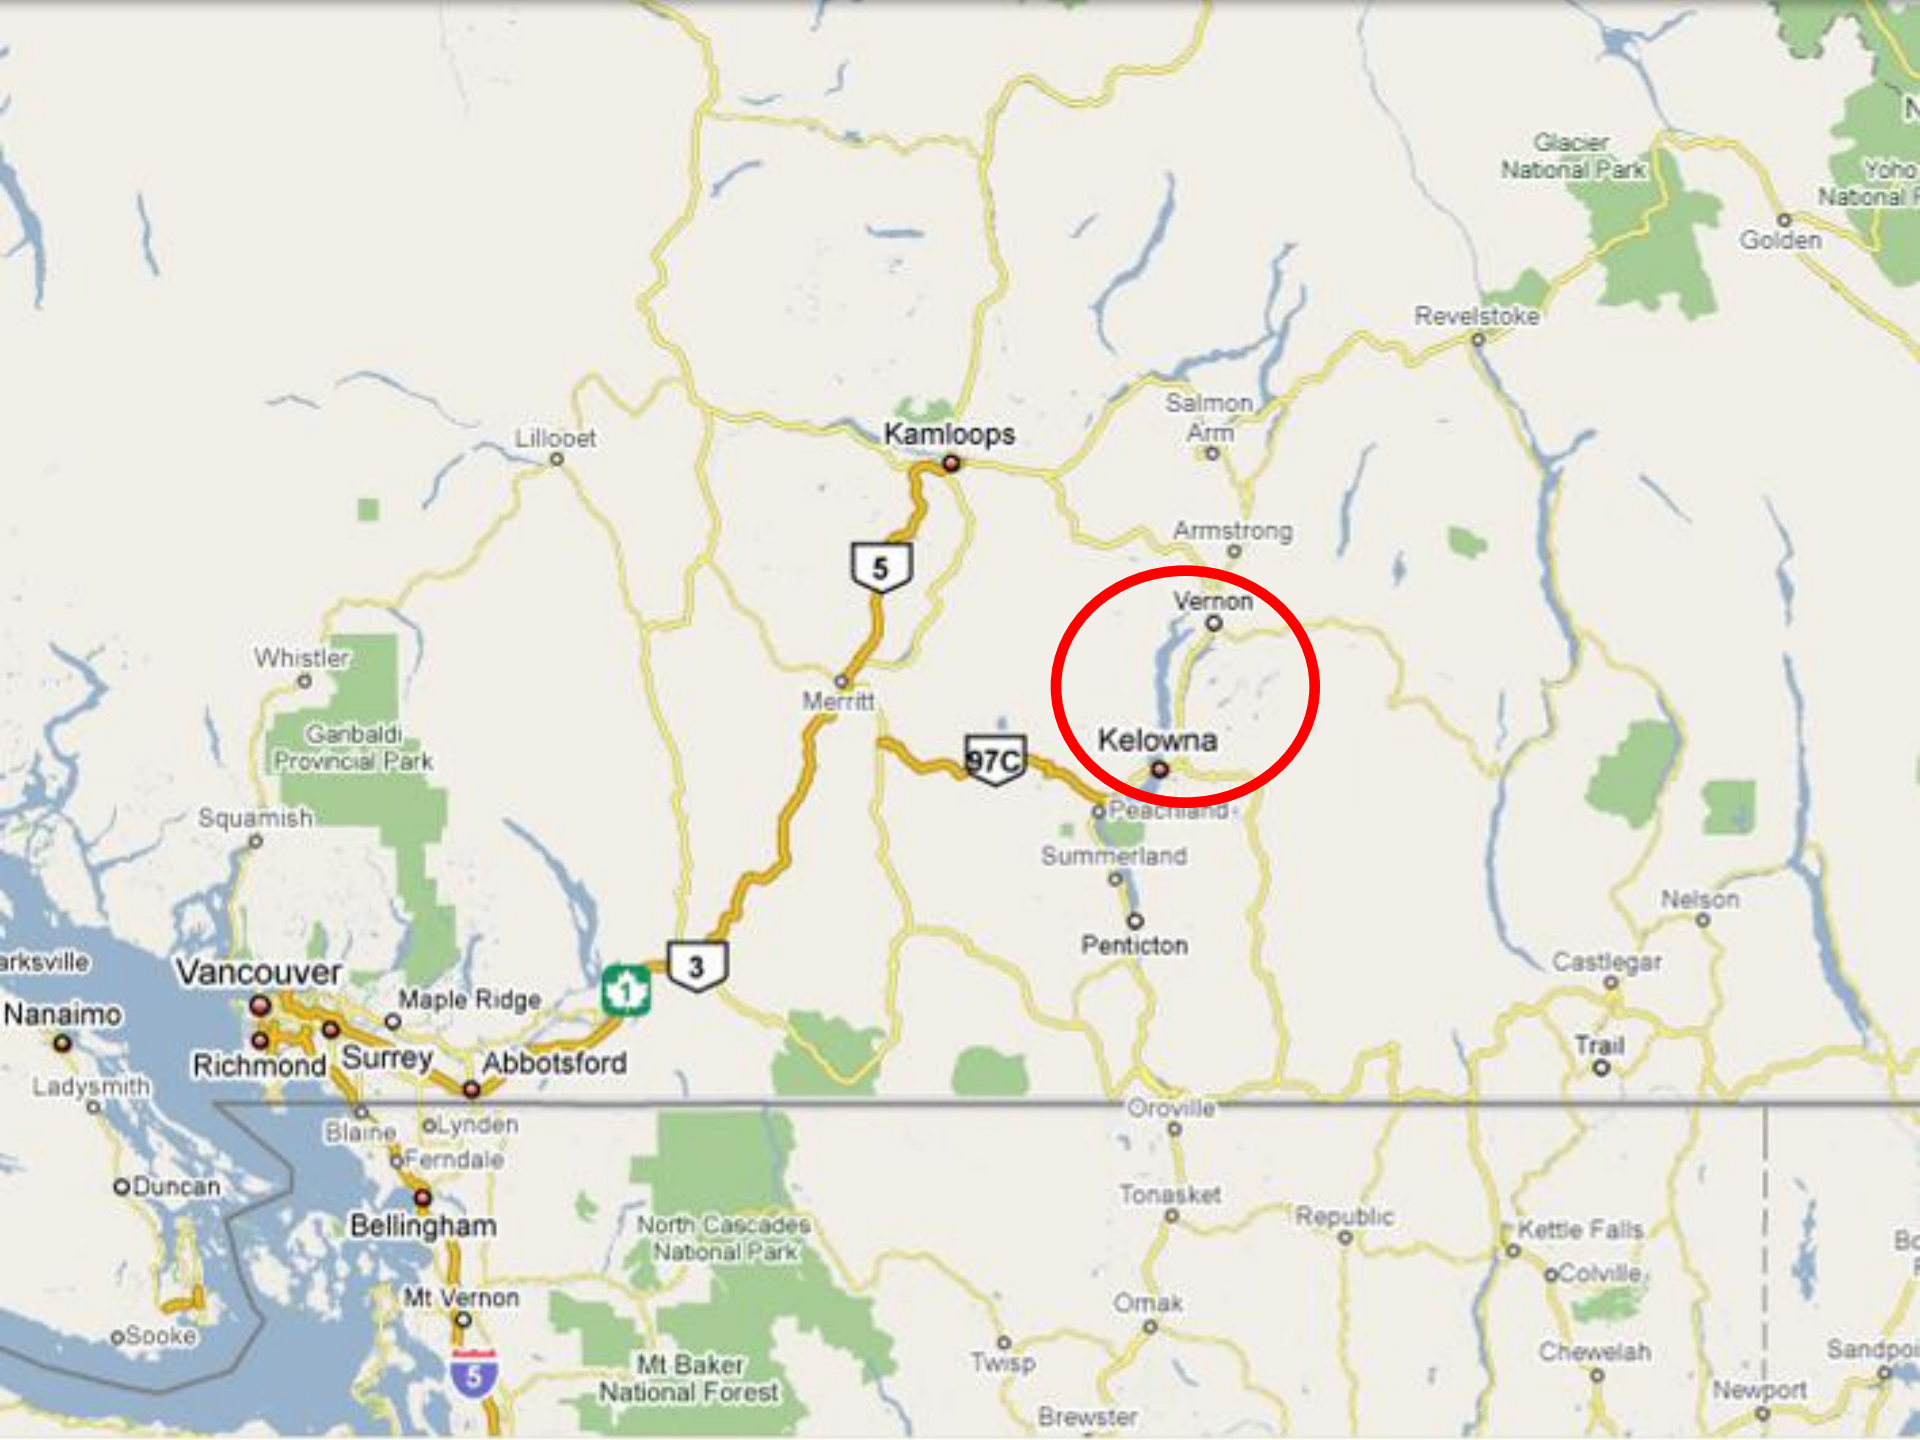 Glacier
National Park
Yoho
Golden
Revelstoke
Salmon
Arm
Kamloops
Lillooet
Armstrong
5
Vernon
Whistler
Merritt
Garibaldi
Provincial Park
Kelowna
97C
Peachland
Squamish
Summerland
Nelson
Penticton
arksville
Vancouver
3
Castlegar
1
Maple Ridge
Nanaimo
Trail
Richmond
Surrey
Abbotsford
Ladysmith
Oroville
Blaine
Lynden
Ferndale
Duncan
Tonasket
Bellingham
North Cascades
National Park
Republic
Kettle Falls
Colville
Mt Vernon
Omak
Sooke
Chewelah
Sandpoi
5
Mt Baker
National Forest
Twisp
Newport
Brewster